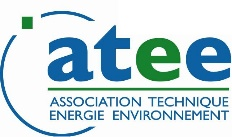 atee
ASSOCIATION TECHNIQUE
ENERGIE ENVIRONNEMENT